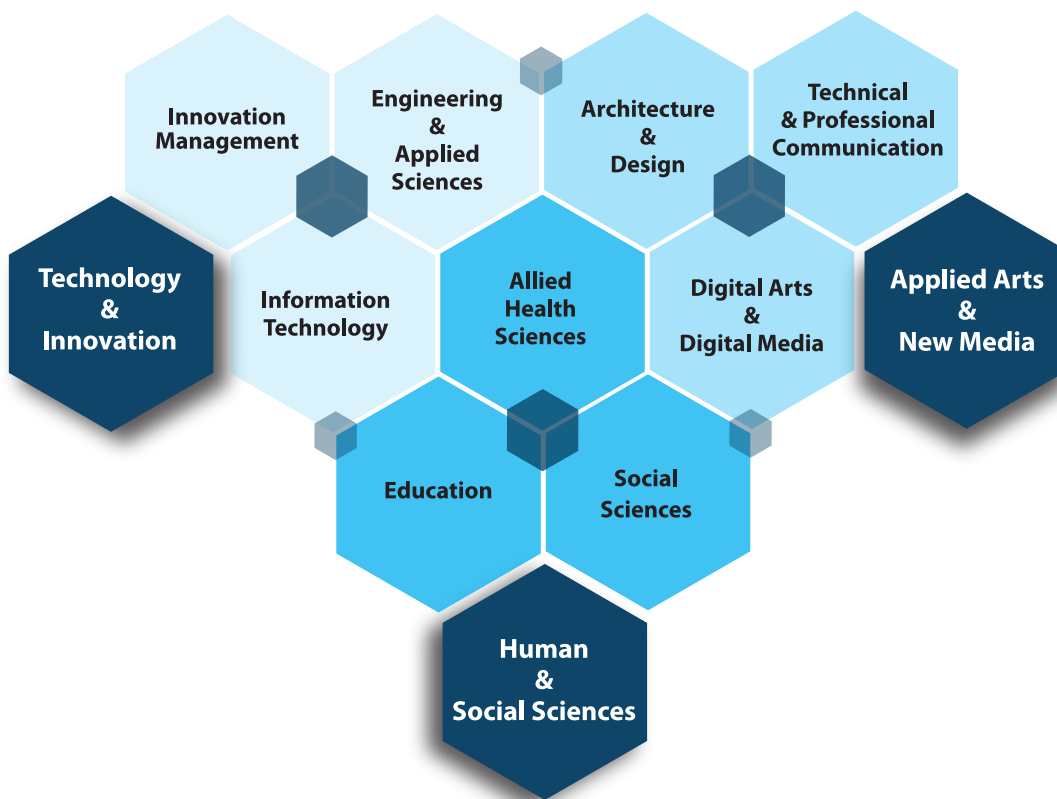 Innovation
Management
Engineering
&
Applied
Sciences
Architecture
&
Design
Technical
& Professional
Communication
Technology
&
Innovation
Information
Technology
Allied
Health
Sciences
Digital Arts
&
Digital Media
Applied Arts
&
New Media
Education
Social
Sciences
Human
&
Social Sciences